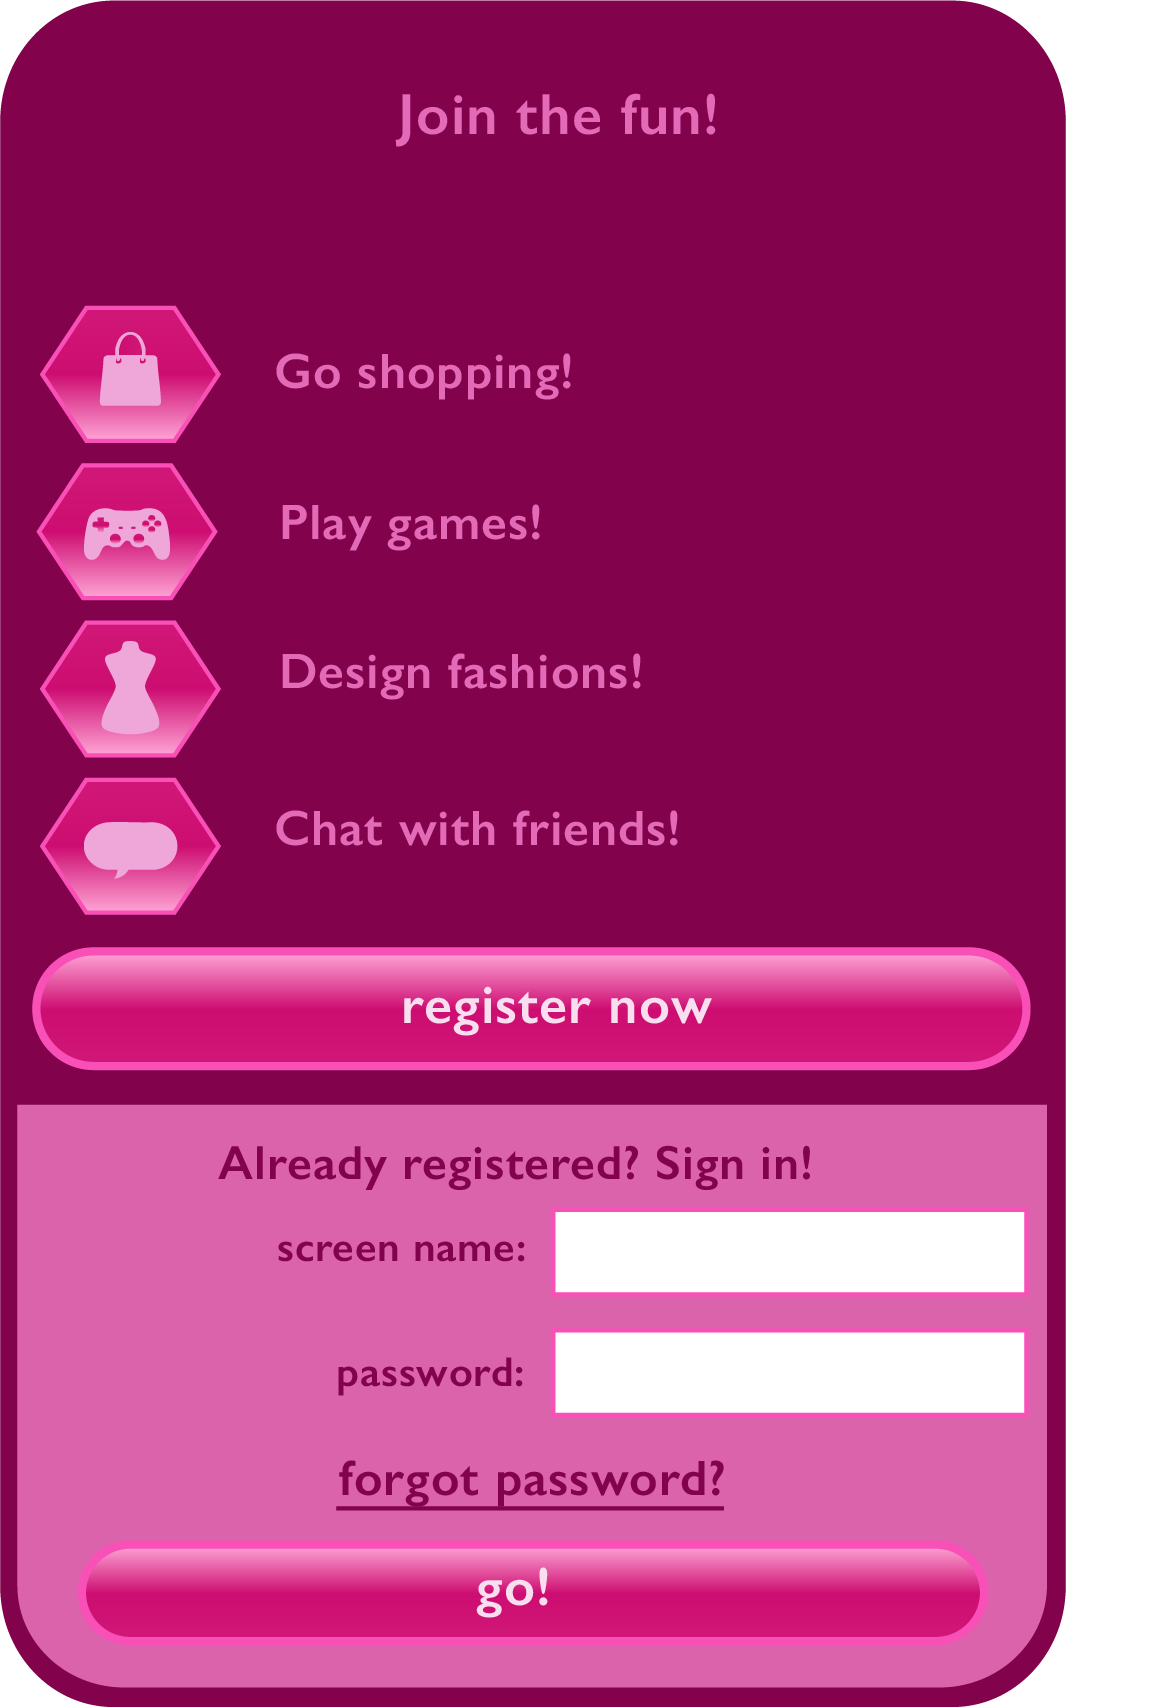 Join the fun!
Go shopping!
Play games!
Design fashions!
Chat with friends!
register now
Already registered? Sign in!
screen name:
password:
forgot password?
go!